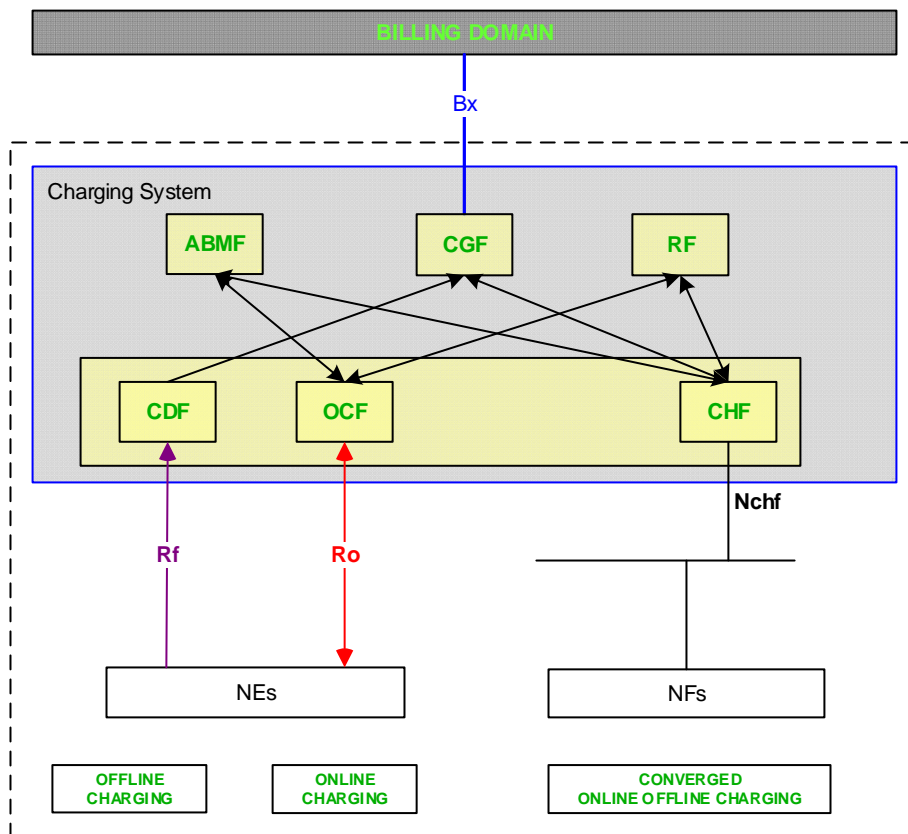 BILLING DOMAIN
Bx
Charging System
ABMF
CGF
RF
CDF
OCF
CHF
Nchf
Rf
Ro
NEs
NFs
OFFLINE
CHARGING
ONLINE
CHARGING
CONVERGED
ONLINE OFFLINE CHARGING